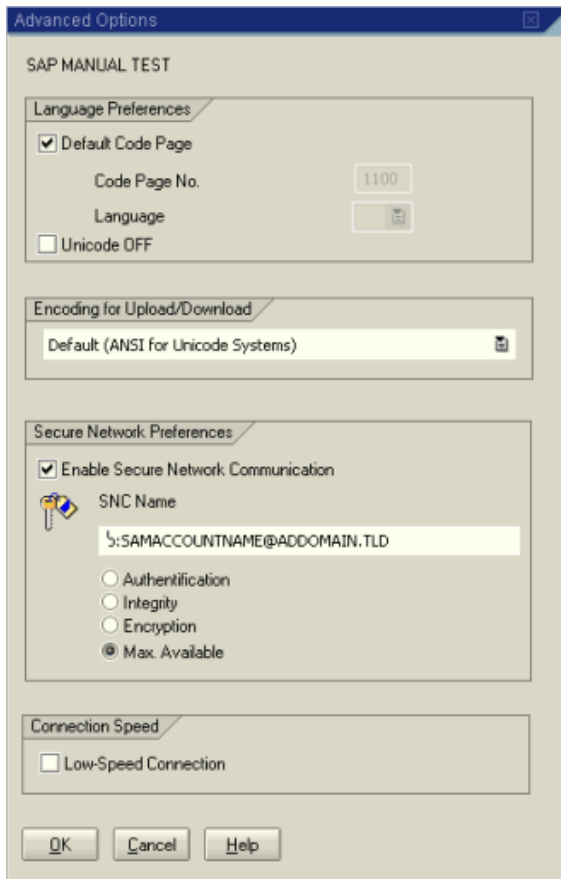 Advanced Options
SAP MANUAL TEST
Language Preferences
Default Code Page
Code Page No. 1100
Language
Unicode OFF
Encoding for Upload/Download
Default (ANSI for Unicode Systems)
Secure Network Preferences
Enable Secure Network Communication
SNC Name
:SAMACCOUNTNAME@ADDOMAIN.TLD
Authentification
Integrity
Encryption
Max. Available
Connection Speed
Low-Speed Connection
OK Cancel Help